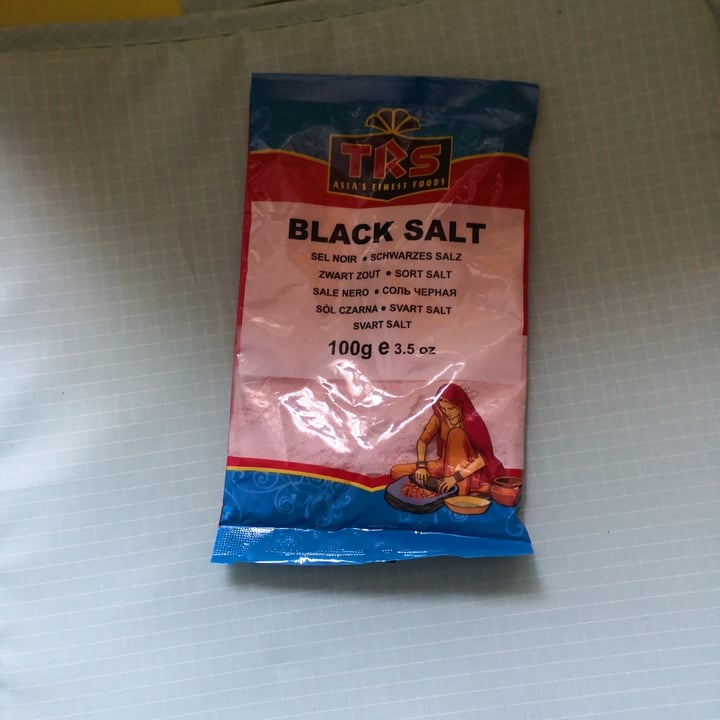 TRS
ASIA'S FINEST FOODS
BLACK SALT
SEL NOIR • SCHWARZES SALZ
ZWART ZOUT • SORT SALT
SALE NERO • СОЛЬ ЧЕРНАЯ
SÓL CZARNA • SVART SALT
SVART SALT
100g e 3.5 oz